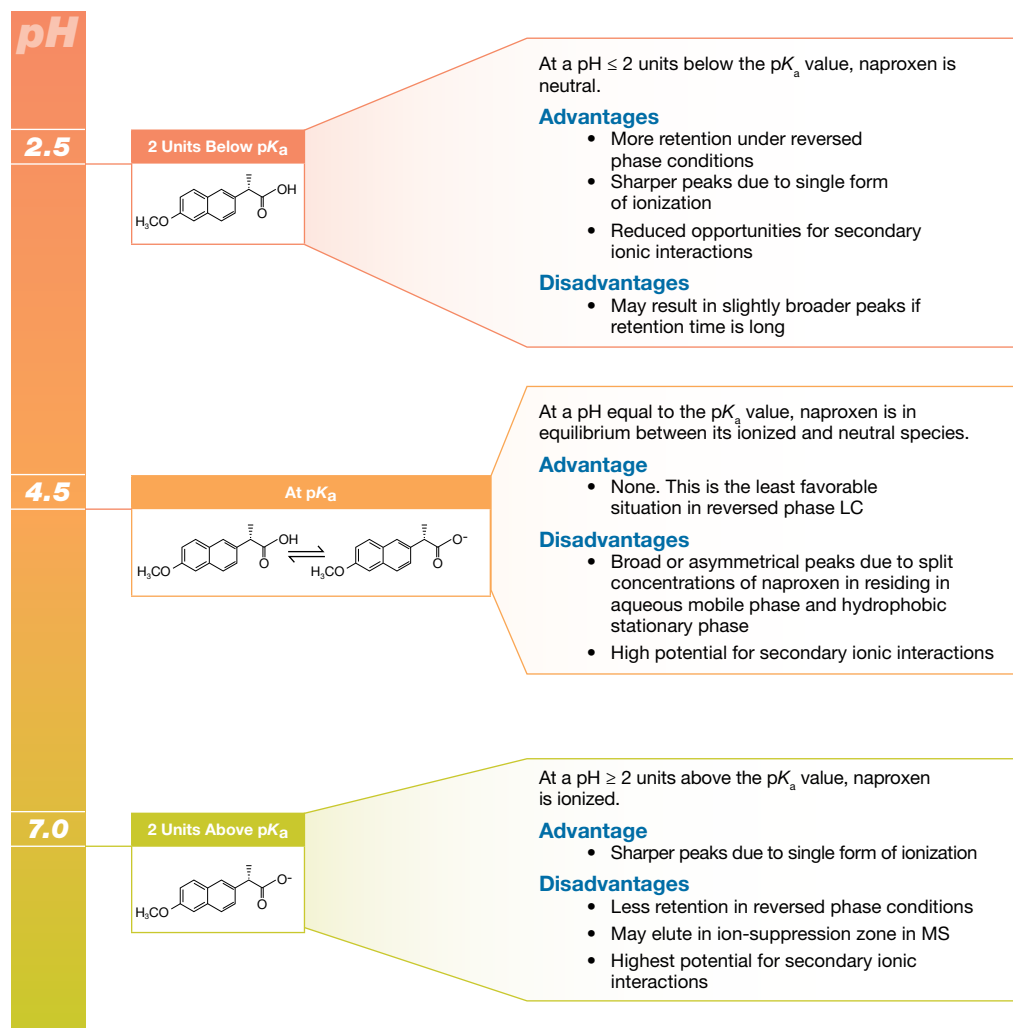 pH
2.5
2 Units Below pKa
OH
O
H₃CO
At a pH ≤ 2 units below the pKₐ value, naproxen is
neutral.
Advantages
• More retention under reversed
phase conditions
• Sharper peaks due to single form
of ionization
• Reduced opportunities for secondary
ionic interactions
Disadvantages
• May result in slightly broader peaks if
retention time is long
4.5
At pKa
OH
O
H₃CO
O-
O
H₃CO
At a pH equal to the pKₐ value, naproxen is in
equilibrium between its ionized and neutral species.
Advantage
• None. This is the least favorable
situation in reversed phase LC
Disadvantages
• Broad or asymmetrical peaks due to split
concentrations of naproxen in residing in
aqueous mobile phase and hydrophobic
stationary phase
• High potential for secondary ionic interactions
7.0
2 Units Above pKa
O-
O
H₃CO
At a pH ≥ 2 units above the pKₐ value, naproxen
is ionized.
Advantage
• Sharper peaks due to single form of ionization
Disadvantages
• Less retention in reversed phase conditions
• May elute in ion-suppression zone in MS
• Highest potential for secondary ionic
interactions